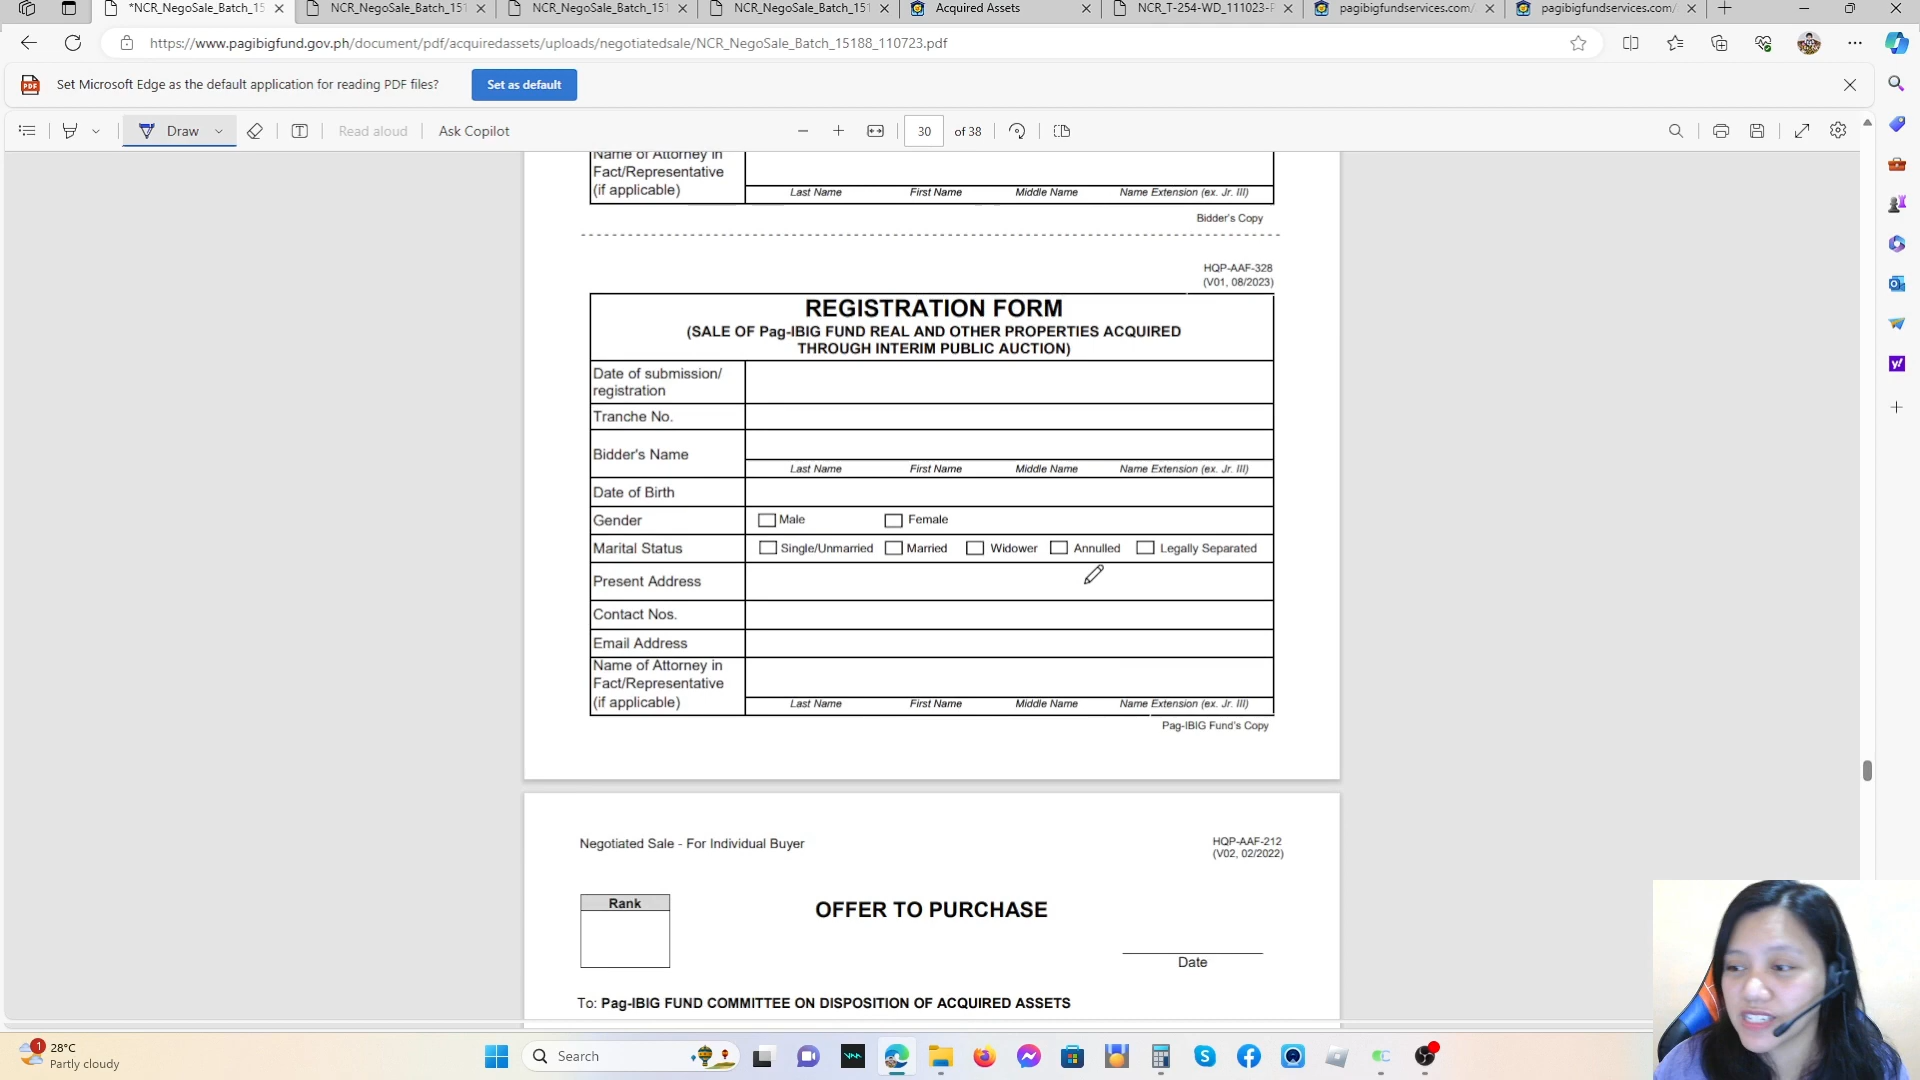 *NCR_NegoSale_Batch_15
NCR_NegoSale_Batch_151
NCR_NegoSale_Batch_151
NCR_NegoSale_Batch_151
Acquired Assets
NCR_T-254-WD_111023-F
pagibigfundservices.com/
pagibigfundservices.com/
https://www.pagibigfund.gov.ph/document/pdf/acquiredassets/uploads/negotiatedsale/NCR_NegoSale_Batch_15188_110723.pdf
PDF
Set Microsoft Edge as the default application for reading PDF files?
Set as default
Draw
Read aloud
Ask Copilot
30
of 38
Name of Attorney in
Fact/Representative
(if applicable)
Last Name First Name Middle Name Name Extension (ex. Jr. III)
Bidder's Copy
HQP-AAF-328
(V01, 08/2023)
REGISTRATION FORM
(SALE OF Pag-IBIG FUND REAL AND OTHER PROPERTIES ACQUIRED
THROUGH INTERIM PUBLIC AUCTION)
Date of submission/
registration
Tranche No.
Bidder's Name
Last Name First Name Middle Name Name Extension (ex. Jr. III)
Date of Birth
Gender Male Female
Marital Status Single/Unmarried Married Widower Annulled Legally Separated
Present Address
Contact Nos.
Email Address
Name of Attorney in
Fact/Representative
(if applicable)
Last Name First Name Middle Name Name Extension (ex. Jr. III)
Pag-IBIG Fund's Copy
Negotiated Sale - For Individual Buyer
HQP-AAF-212
(V02, 02/2022)
Rank
OFFER TO PURCHASE
Date
To: Pag-IBIG FUND COMMITTEE ON DISPOSITION OF ACQUIRED ASSETS
1
28°C
Partly cloudy
Search